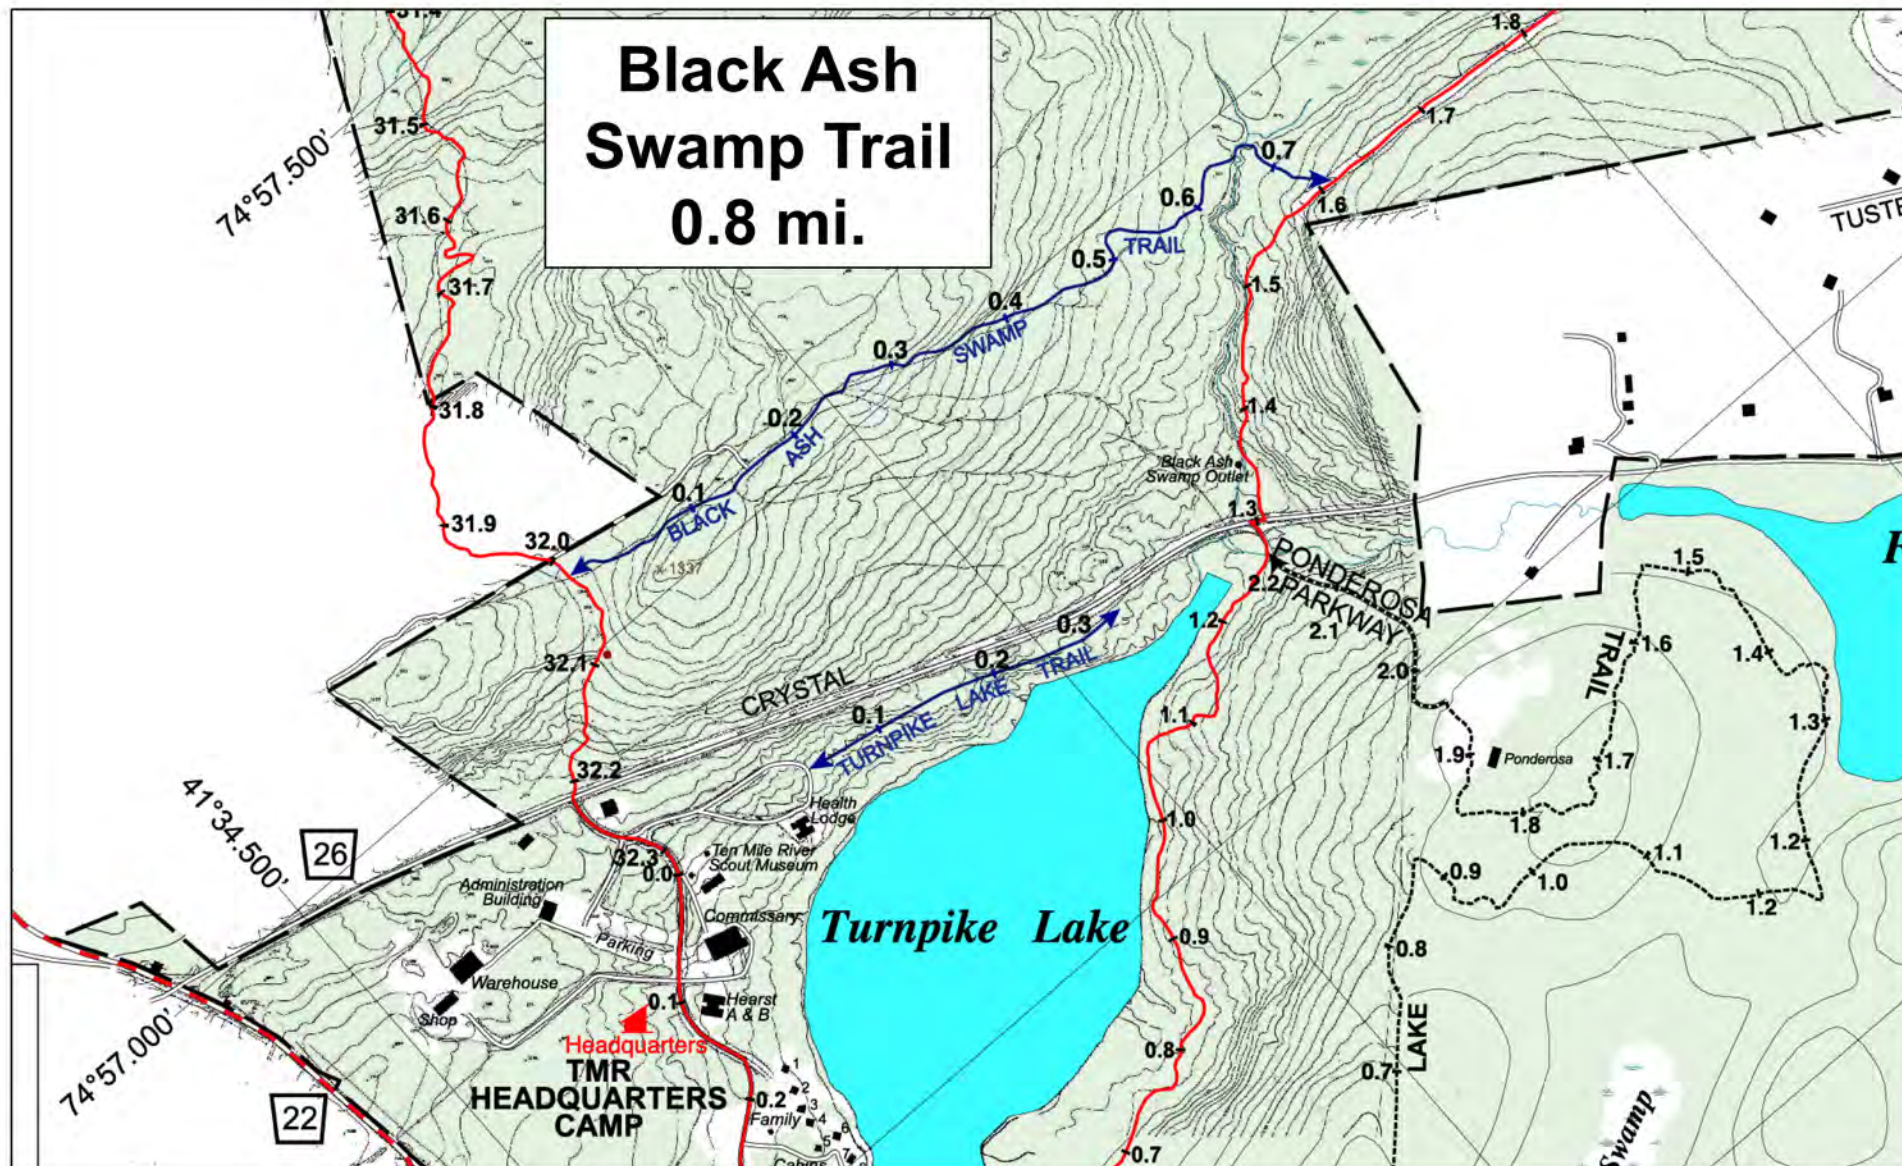 Black Ash
Swamp Trail
0.8 mi.
31.4
31.5
74°57.500'
31.6
31.7
31.8
31.9
32.0
32.1
32.2
32.3
0.0
0.1
0.2
1.8
1.7
1.6
1.5
1.4
1.3
1.2
1.1
1.0
0.9
0.8
0.7
0.7
0.6
0.5
TRAIL
0.4
SWAMP
0.3
0.2
ASH
0.1
BLACK
x 1337
Black Ash
Swamp Outlet
PONDEROSA
PARKWAY
2.2
2.1
2.0
1.9
1.8
1.7
1.6
1.5
1.4
1.3
1.2
1.2
1.1
1.0
0.9
0.8
0.7
TRAIL
LAKE
Ponderosa
CRYSTAL
0.3
0.2
0.1
TURNPIKE LAKE TRAIL
41°34.500'
26
Health
Lodge
Ten Mile River
Scout Museum
Administration
Building
Commissary
Parking
Warehouse
Shop
Hearst
A & B
Headquarters
TMR
HEADQUARTERS
CAMP
Turnpike Lake
74°57.000'
22
Family
Cabins
1
2
3
4
5
6
7
8
Swamp
TUSTE